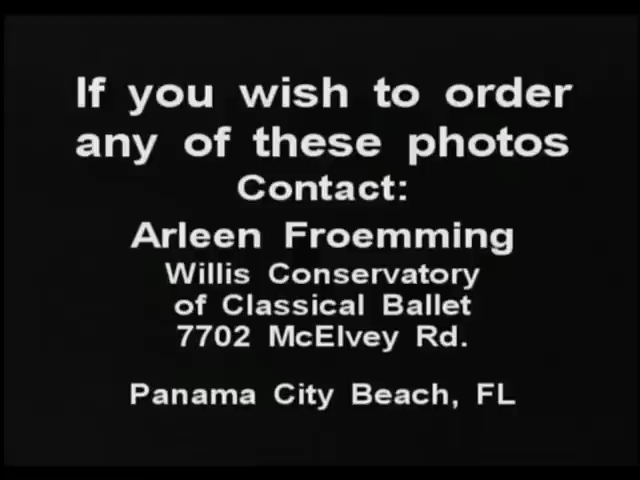 If you wish to order
any of these photos
Contact:
Arleen Froemming
Willis Conservatory
of Classical Ballet
7702 McElvey Rd.
Panama City Beach, FL